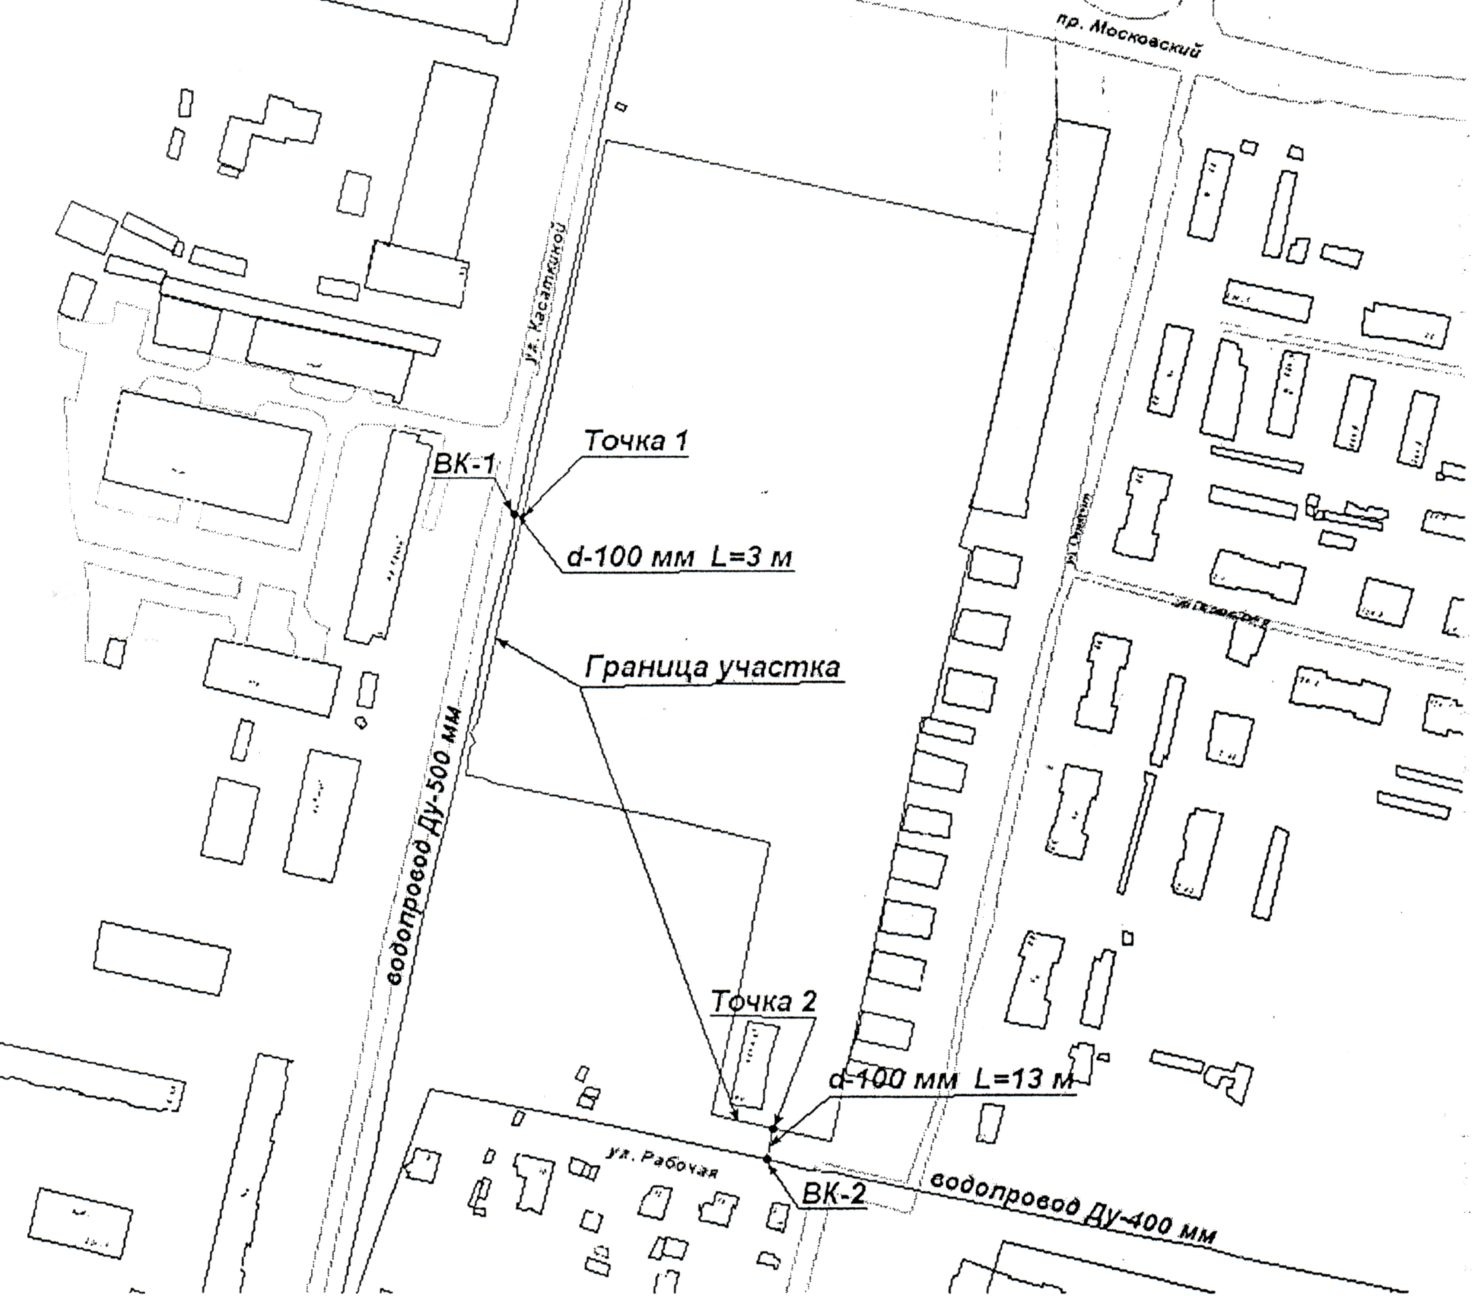 пр. Московский
ул. Касаткиной
Точка 1
ВК-1
d-100 мм L=3 м
Граница участка
водопровод Ду-500 мм
Точка 2
d-100 мм L=13 м
ул. Рабочая
ВК-2
водопровод Ду-400 мм